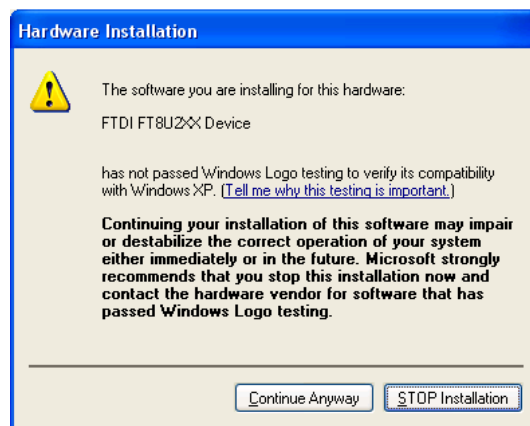 Hardware Installation
The software you are installing for this hardware:
FTDI FT8U2XX Device
has not passed Windows Logo testing to verify its compatibility
with Windows XP. (Tell me why this testing is important.)
Continuing your installation of this software may impair
or destabilize the correct operation of your system
either immediately or in the future. Microsoft strongly
recommends that you stop this installation now and
contact the hardware vendor for software that has
passed Windows Logo testing.
Continue Anyway
STOP Installation